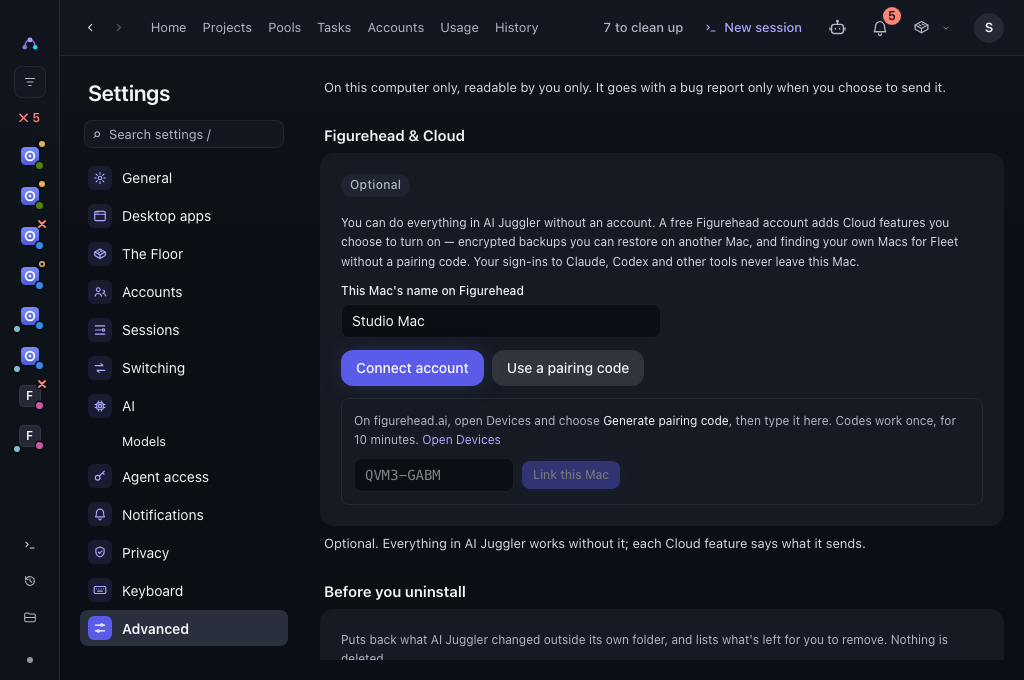 Home Projects Pools Tasks Accounts Usage History 7 to clean up New session 5 S
5
F
F
Settings
Search settings /
General
Desktop apps
The Floor
Accounts
Sessions
Switching
AI
Models
Agent access
Notifications
Privacy
Keyboard
Advanced
On this computer only, readable by you only. It goes with a bug report only when you choose to send it.
Figurehead & Cloud
Optional
You can do everything in AI Juggler without an account. A free Figurehead account adds Cloud features you
choose to turn on — encrypted backups you can restore on another Mac, and finding your own Macs for Fleet
without a pairing code. Your sign-ins to Claude, Codex and other tools never leave this Mac.
This Mac's name on Figurehead
Studio Mac
Connect account Use a pairing code
On figurehead.ai, open Devices and choose Generate pairing code, then type it here. Codes work once, for
10 minutes. Open Devices
QVM3-GABM Link this Mac
Optional. Everything in AI Juggler works without it; each Cloud feature says what it sends.
Before you uninstall
Puts back what AI Juggler changed outside its own folder, and lists what's left for you to remove. Nothing is
deleted